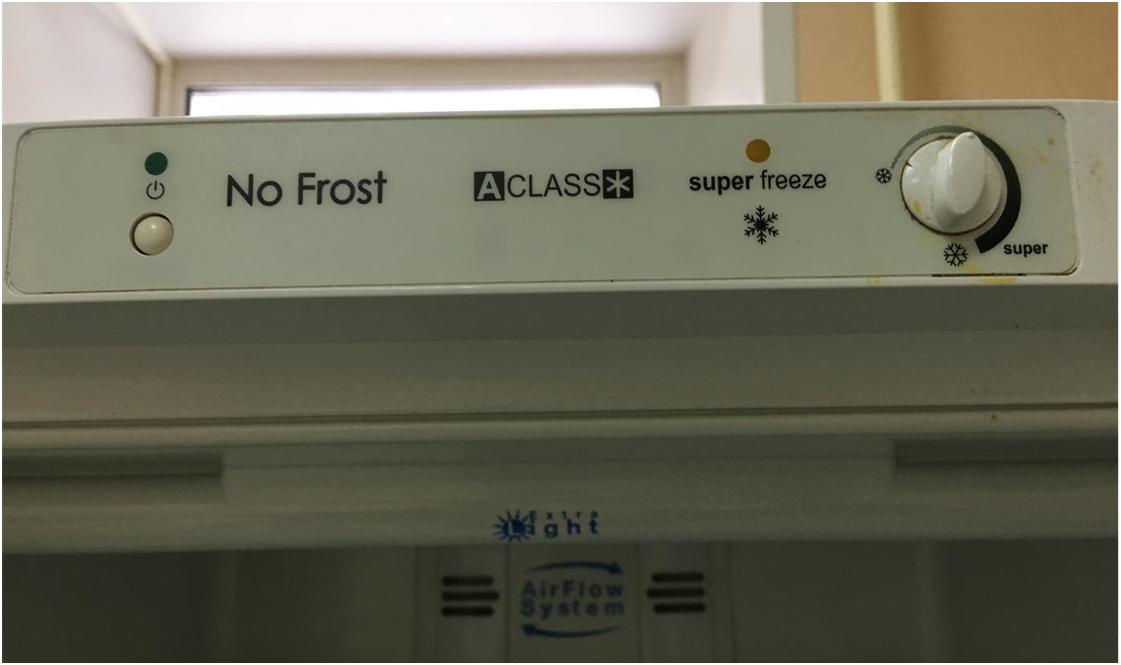 No Frost
ACLASS*
super freeze
super
Extra
Light
AirFlow
System